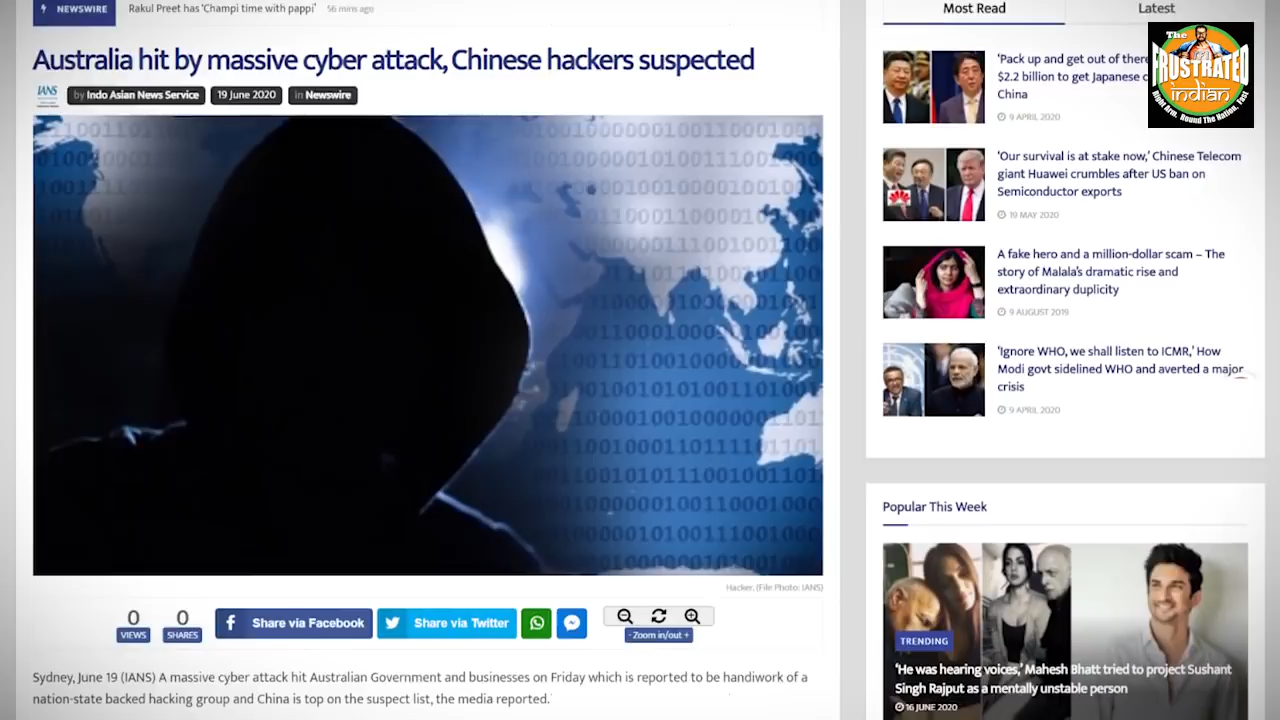 NEWSWIRE
Rakul Preet has ‘Champi time with pappi’
56 mins ago
Australia hit by massive cyber attack, Chinese hackers suspected
IANS
by Indo Asian News Service
19 June 2020
in Newswire
Hacker, (File Photo: IANS)
0
VIEWS
0
SHARES
Share via Facebook
Share via Twitter
- Zoom in/out +
Sydney, June 19 (IANS) A massive cyber attack hit Australian Government and businesses on Friday which is reported to be handiwork of a
nation-state backed hacking group and China is top on the suspect list, the media reported.
Most Read
Latest
‘Pack up and get out of there
$2.2 billion to get Japanese c
China
9 APRIL 2020
‘Our survival is at stake now,’ Chinese Telecom
giant Huawei crumbles after US ban on
Semiconductor exports
19 MAY 2020
A fake hero and a million-dollar scam – The
story of Malala’s dramatic rise and
extraordinary duplicity
9 AUGUST 2019
‘Ignore WHO, we shall listen to ICMR,’ How
Modi govt sidelined WHO and averted a major
crisis
9 APRIL 2020
Popular This Week
TRENDING
‘He was hearing voices,’ Mahesh Bhatt tried to project Sushant
Singh Rajput as a mentally unstable person
16 JUNE 2020
The
FRUSTRATED
indian
Right Arm, Round The Nation, Fast